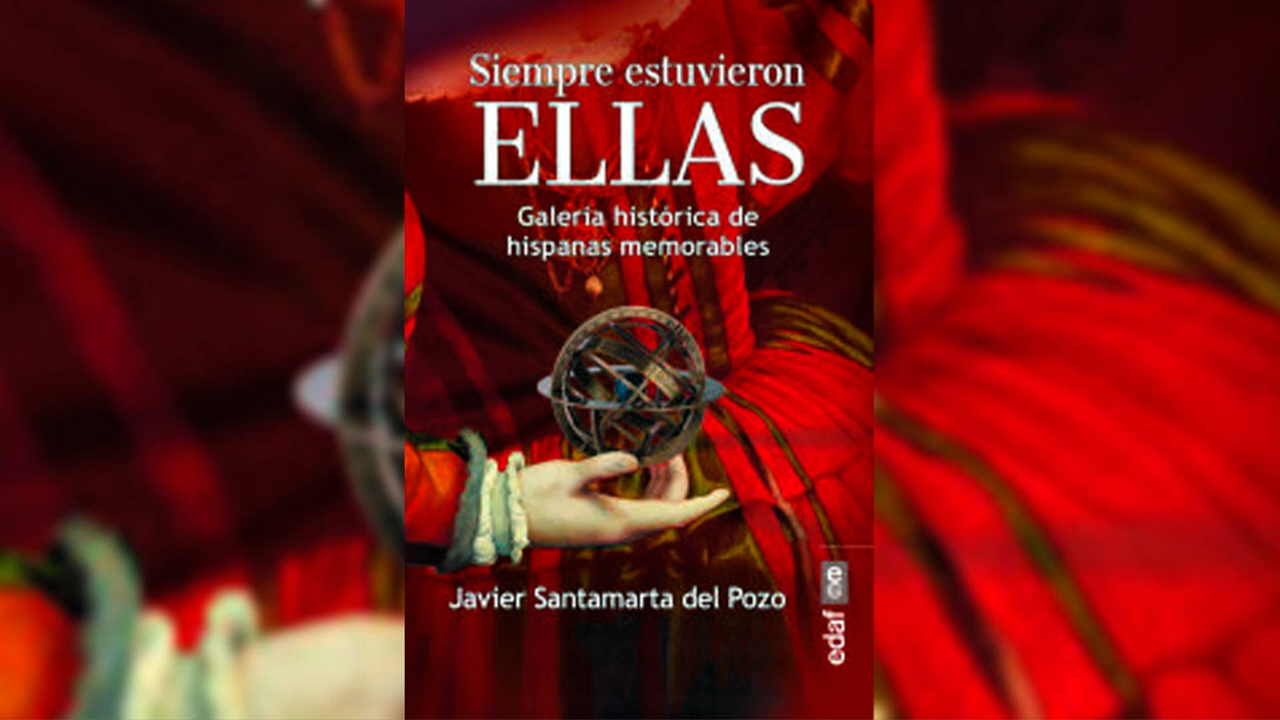 Siempre estuvieron
ELLAS
Galería histórica de
hispanas memorables
Javier Santamarta del Pozo
edaf e